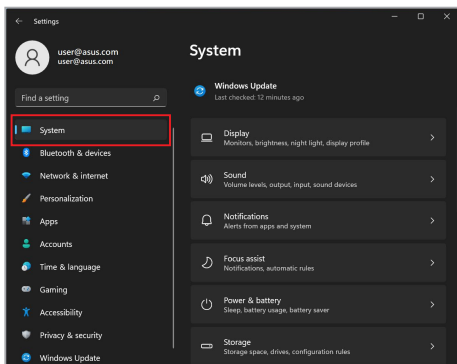 Settings
user@asus.com
user@asus.com
Find a setting
System
Bluetooth & devices
Network & internet
Personalization
Apps
Accounts
Time & language
Gaming
Accessibility
Privacy & security
Windows Update
System
Windows Update
Last checked: 12 minutes ago
Display
Monitors, brightness, night light, display profile
Sound
Volume levels, output, input, sound devices
Notifications
Alerts from apps and system
Focus assist
Notifications, automatic rules
Power & battery
Sleep, battery usage, battery saver
Storage
Storage space, drives, configuration rules